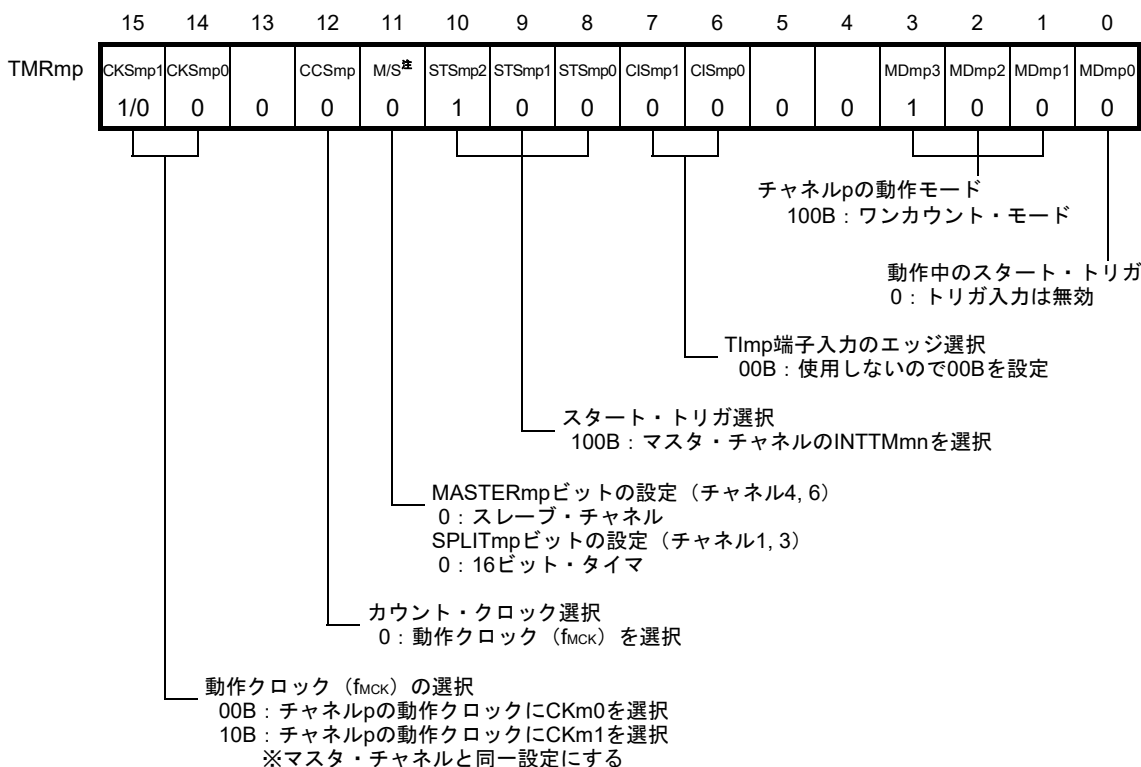 15 14 13 12 11 10 9 8 7 6 5 4 3 2 1 0
TMRmp CKSmp1 CKSmp0 CCSmp M/S注 STSmp2 STSmp1 STSmp0 CISmp1 CISmp0 MDmp3 MDmp2 MDmp1 MDmp0
1/0 0 0 0 0 1 0 0 0 0 0 0 1 0 0 0
チャネルpの動作モード
100B：ワンカウント・モード
動作中のスタート・トリガ
0：トリガ入力は無効
TImp端子入力のエッジ選択
00B：使用しないので00Bを設定
スタート・トリガ選択
100B：マスタ・チャネルのINTTMmnを選択
MASTERmpビットの設定（チャネル4, 6）
0：スレーブ・チャネル
SPLITmpビットの設定（チャネル1, 3）
0：16ビット・タイマ
カウント・クロック選択
0：動作クロック（fMCK）を選択
動作クロック（fMCK）の選択
00B：チャネルpの動作クロックにCKm0を選択
10B：チャネルpの動作クロックにCKm1を選択
※マスタ・チャネルと同一設定にする